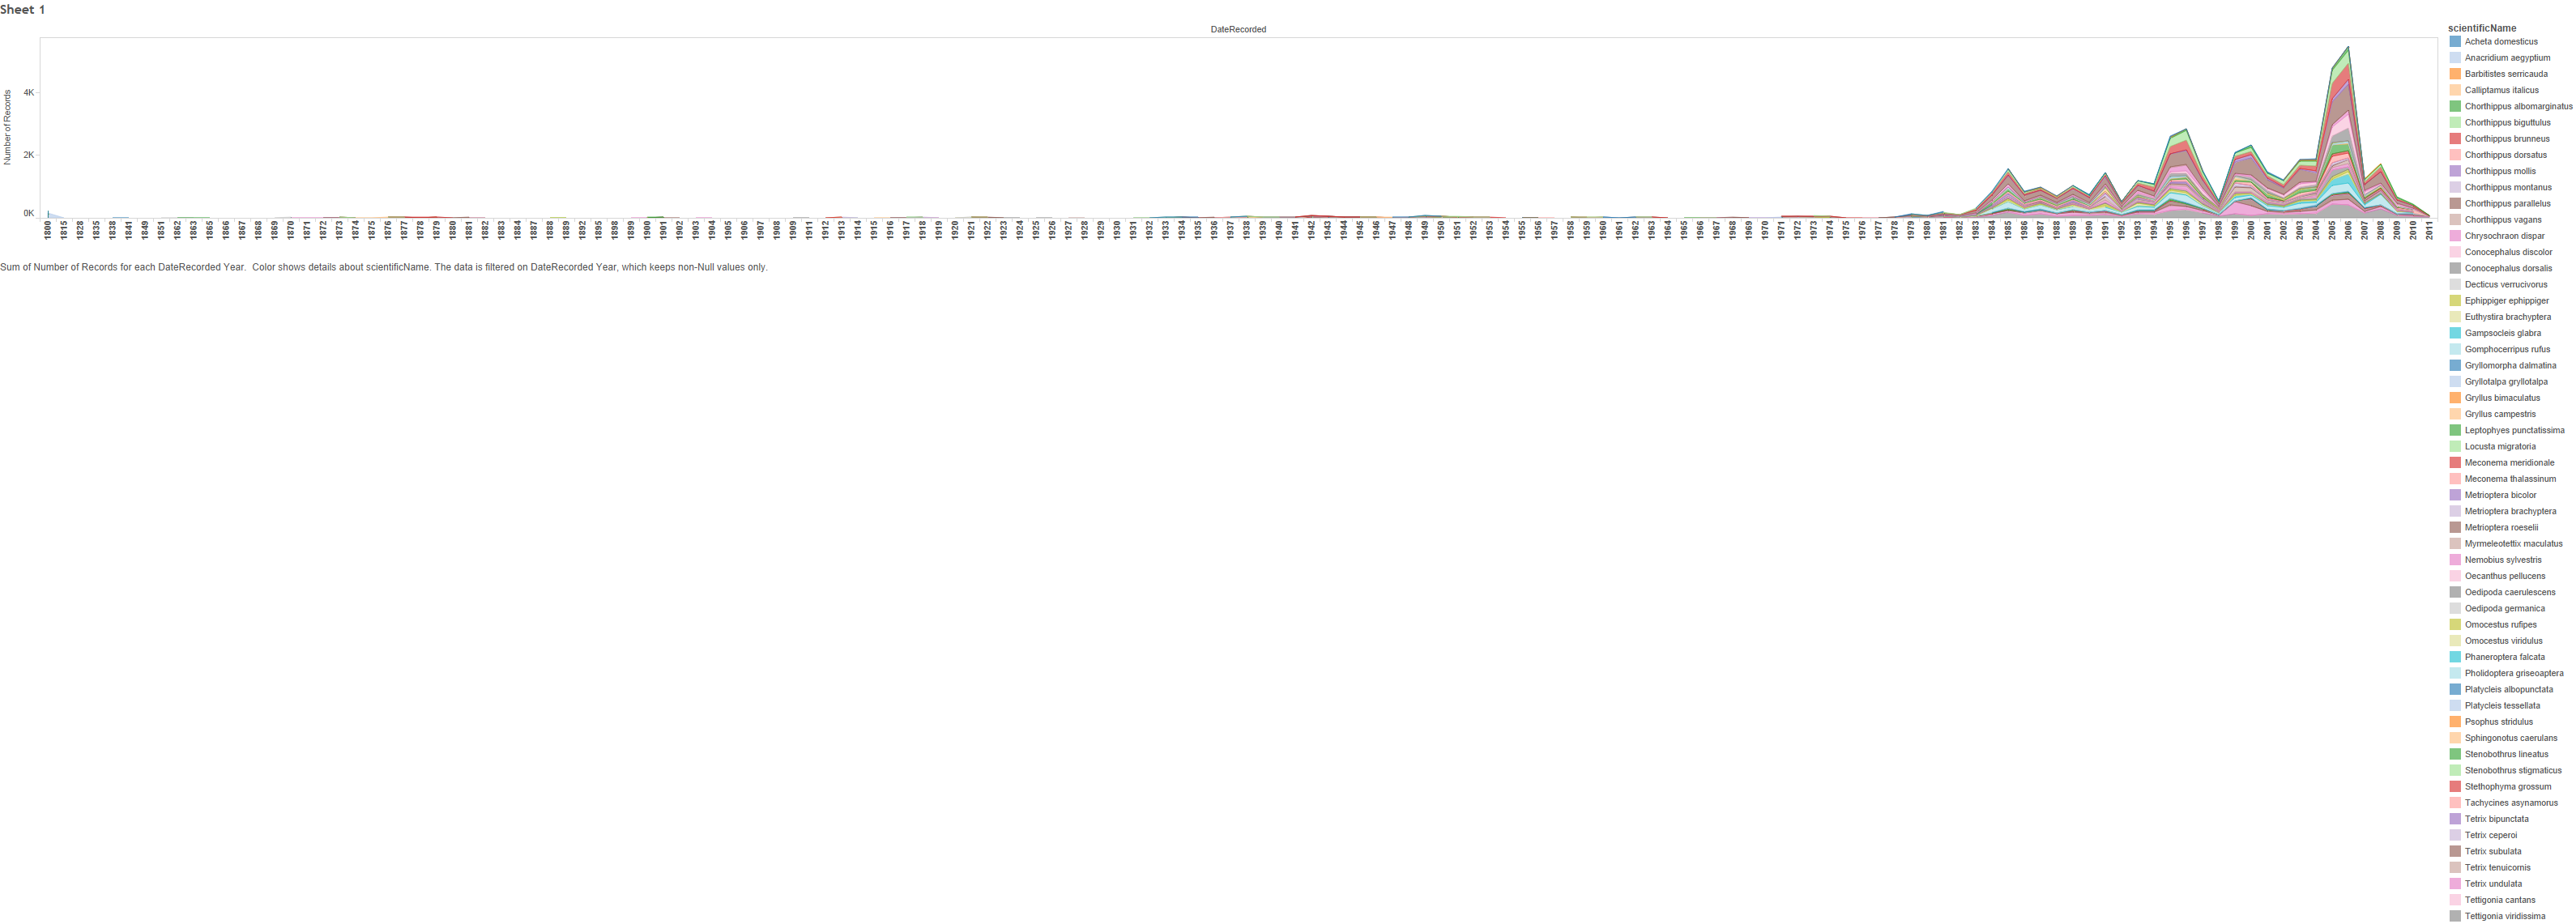 Sheet 1
DateRecorded
Number of Records
4K
2K
0K
1800 1815 1828 1835 1838 1841 1849 1851 1862 1863 1865 1866 1867 1868 1869 1870 1871 1872 1873 1874 1875 1876 1877 1878 1879 1880 1881 1882 1883 1884 1887 1888 1889 1892 1895 1898 1899 1900 1901 1902 1903 1904 1905 1906 1907 1908 1909 1911 1912 1913 1914 1915 1916 1917 1918 1919 1920 1921 1922 1923 1924 1925 1926 1927 1928 1929 1930 1931 1932 1933 1934 1935 1936 1937 1938 1939 1940 1941 1942 1943 1944 1945 1946 1947 1948 1949 1950 1951 1952 1953 1954 1955 1956 1957 1958 1959 1960 1961 1962 1963 1964 1965 1966 1967 1968 1969 1970 1971 1972 1973 1974 1975 1976 1977 1978 1979 1980 1981 1982 1983 1984 1985 1986 1987 1988 1989 1990 1991 1992 1993 1994 1995 1996 1997 1998 1999 2000 2001 2002 2003 2004 2005 2006 2007 2008 2009 2010 2011
Sum of Number of Records for each DateRecorded Year.  Color shows details about scientificName. The data is filtered on DateRecorded Year, which keeps non-Null values only.
scientificName
Acheta domesticus
Anacridium aegyptium
Barbitistes serricauda
Calliptamus italicus
Chorthippus albomarginatus
Chorthippus biguttulus
Chorthippus brunneus
Chorthippus dorsatus
Chorthippus mollis
Chorthippus montanus
Chorthippus parallelus
Chorthippus vagans
Chrysochraon dispar
Conocephalus discolor
Conocephalus dorsalis
Decticus verrucivorus
Ephippiger ephippiger
Euthystira brachyptera
Gampsocleis glabra
Gomphocerripus rufus
Gryllomorpha dalmatina
Gryllotalpa gryllotalpa
Gryllus bimaculatus
Gryllus campestris
Leptophyes punctatissima
Locusta migratoria
Meconema meridionale
Meconema thalassinum
Metrioptera bicolor
Metrioptera brachyptera
Metrioptera roeselii
Myrmeleotettix maculatus
Nemobius sylvestris
Oecanthus pellucens
Oedipoda caerulescens
Oedipoda germanica
Omocestus rufipes
Omocestus viridulus
Phaneroptera falcata
Pholidoptera griseoaptera
Platycleis albopunctata
Platycleis tessellata
Psophus stridulus
Sphingonotus caerulans
Stenobothrus lineatus
Stenobothrus stigmaticus
Stethophyma grossum
Tachycines asynamorus
Tetrix bipunctata
Tetrix ceperoi
Tetrix subulata
Tetrix tenuicornis
Tetrix undulata
Tettigonia cantans
Tettigonia viridissima